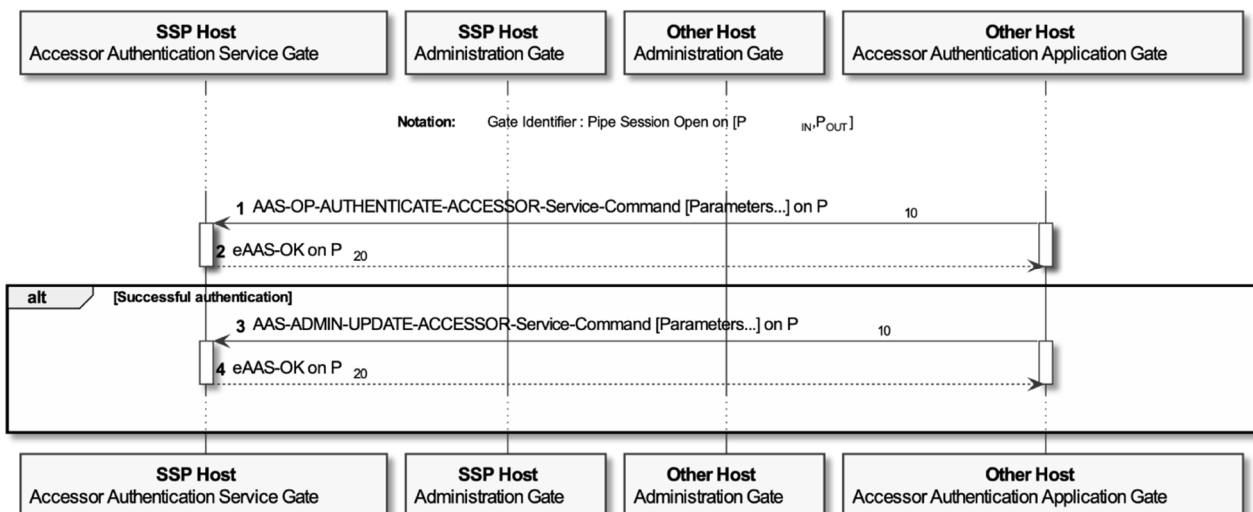 SSP Host SSP Host Other Host Other Host
Accessor Authentication Service Gate Administration Gate Administration Gate Accessor Authentication Application Gate
Notation: Gate Identifier : Pipe Session Open on [P IN,POUT]
1 AAS-OP-AUTHENTICATE-ACCESSOR-Service-Command [Parameters...] on P 10
2 eAAS-OK on P 20
alt [Successful authentication]
3 AAS-ADMIN-UPDATE-ACCESSOR-Service-Command [Parameters...] on P 10
4 eAAS-OK on P 20
SSP Host SSP Host Other Host Other Host
Accessor Authentication Service Gate Administration Gate Administration Gate Accessor Authentication Application Gate